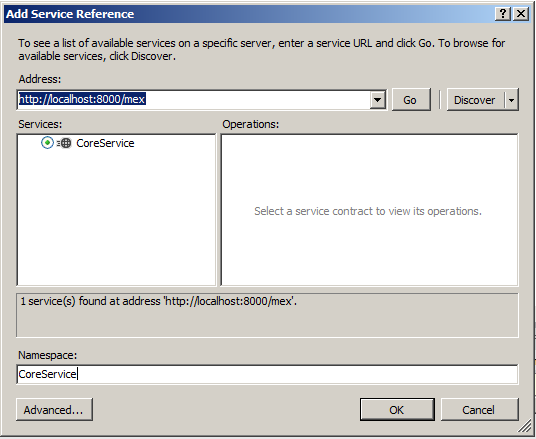 Add Service Reference
To see a list of available services on a specific server, enter a service URL and click Go. To browse for
available services, click Discover.
Address:
http://localhost:8000/mex
Go
Discover
Services:
Operations:
CoreService
Select a service contract to view its operations.
1 service(s) found at address 'http://localhost:8000/mex'.
Namespace:
CoreService
Advanced...
OK
Cancel